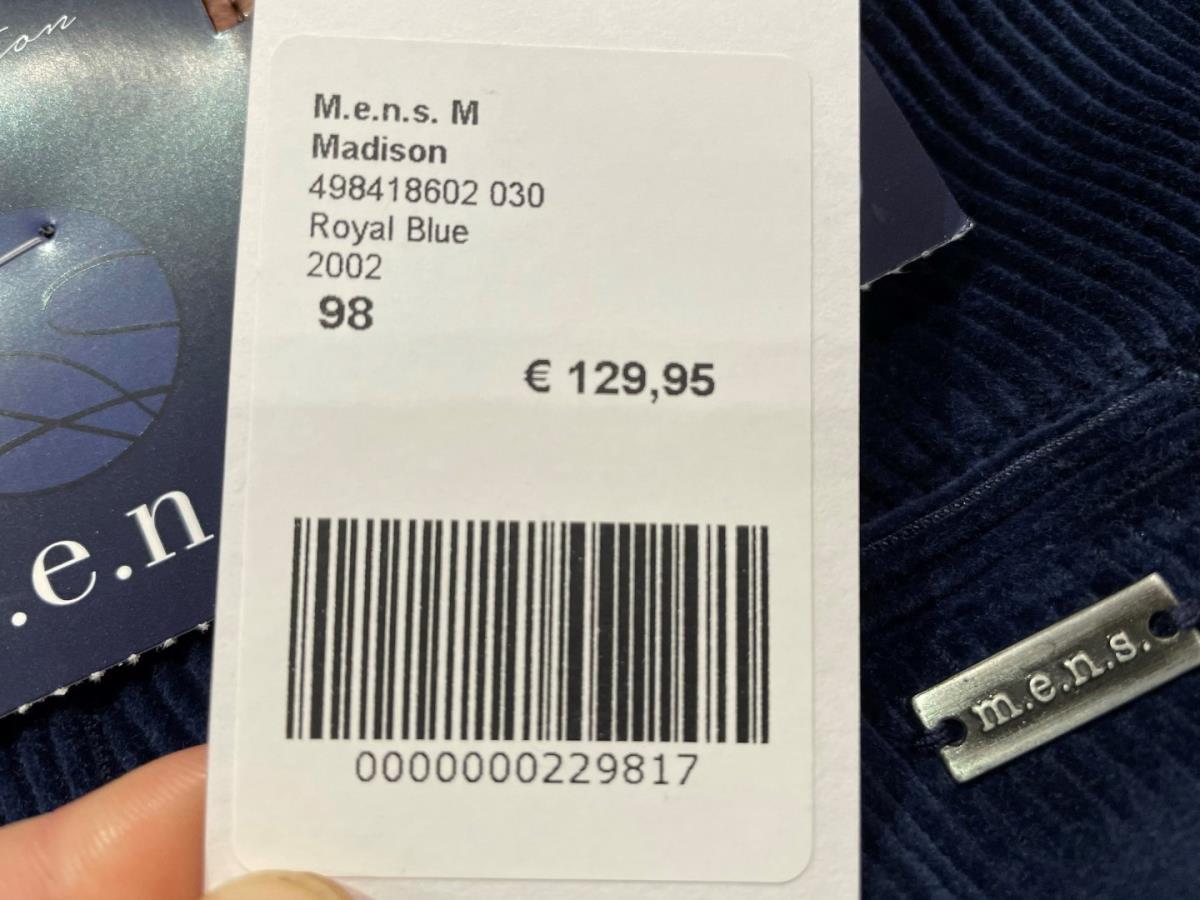 M.e.n.s. M
Madison
498418602 030
Royal Blue
2002
98
€ 129,95
0000000229817
.e.n
m.e.n.s.